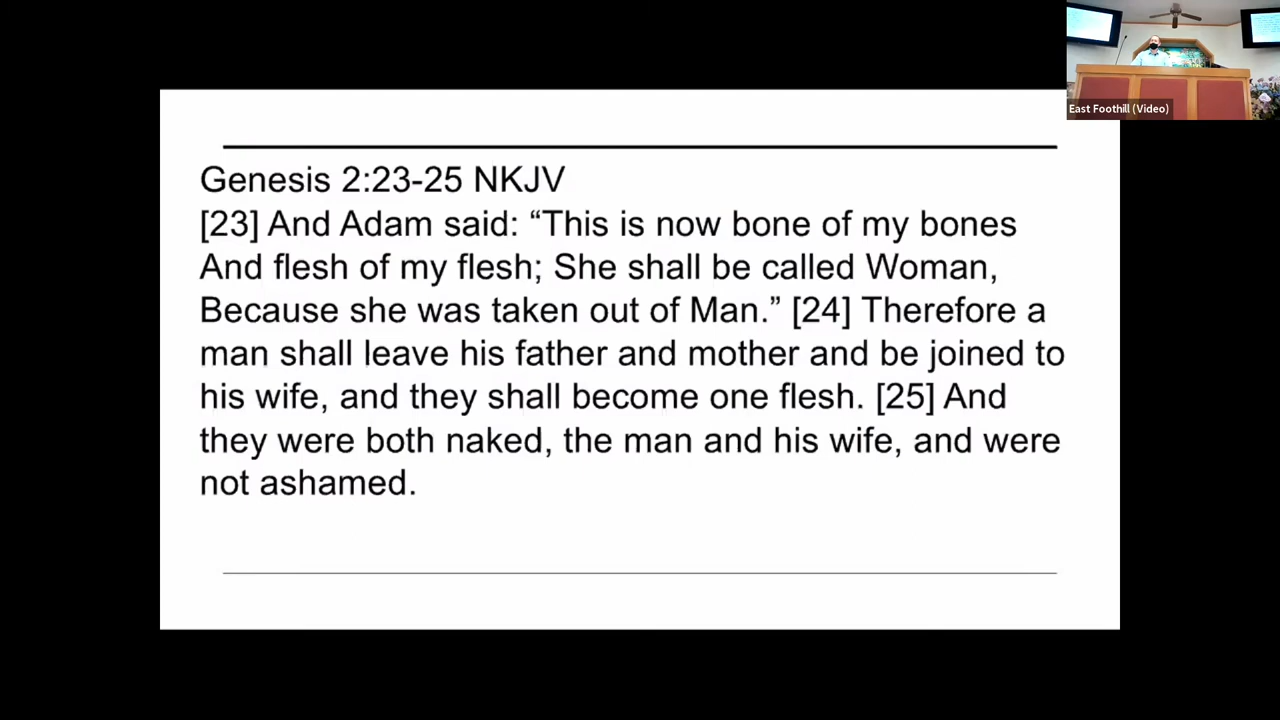 East Foothill (Video)
Genesis 2:23-25 NKJV
[23] And Adam said: “This is now bone of my bones
And flesh of my flesh; She shall be called Woman,
Because she was taken out of Man.” [24] Therefore a
man shall leave his father and mother and be joined to
his wife, and they shall become one flesh. [25] And
they were both naked, the man and his wife, and were
not ashamed.